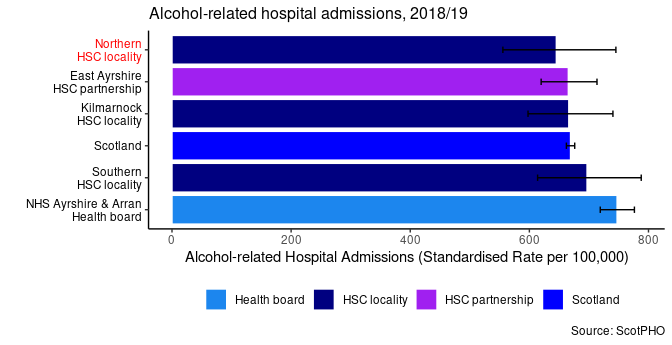 Alcohol-related hospital admissions, 2018/19
Northern
HSC locality
East Ayrshire
HSC partnership
Kilmarnock
HSC locality
Scotland
Southern
HSC locality
NHS Ayrshire & Arran
Health board
0 200 400 600 800
Alcohol-related Hospital Admissions (Standardised Rate per 100,000)
Health board HSC locality HSC partnership Scotland
Source: ScotPHO